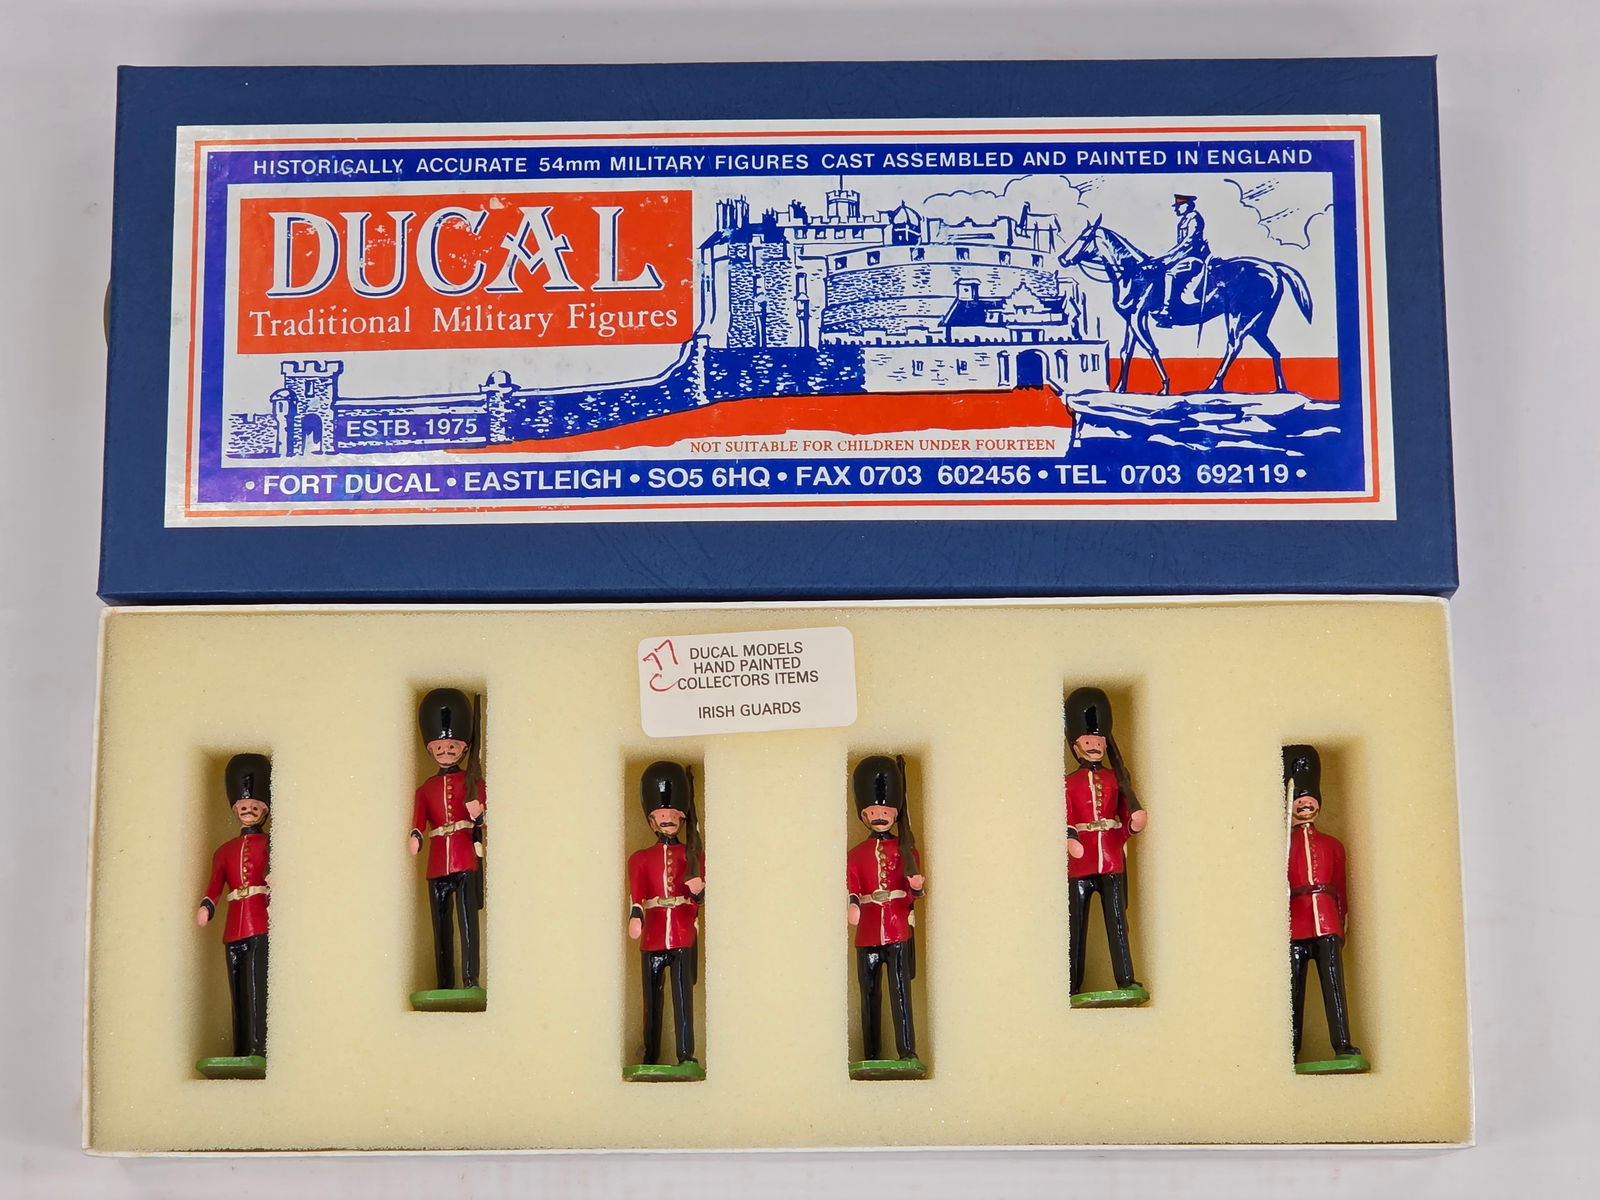 HISTORICALLY ACCURATE 54mm MILITARY FIGURES CAST ASSEMBLED AND PAINTED IN ENGLAND
DUCAL
Traditional Military Figures
ESTB. 1975
NOT SUITABLE FOR CHILDREN UNDER FOURTEEN
• FORT DUCAL • EASTLEIGH • SO5 6HQ • FAX 0703 602456 • TEL 0703 692119 •
77 DUCAL MODELS
HAND PAINTED
C COLLECTORS ITEMS
IRISH GUARDS